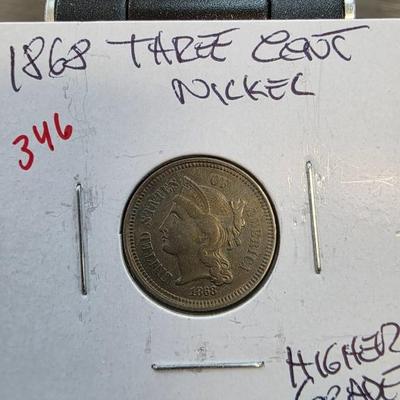 1868 THREE CENT
NICKEL
346
UNITED STATES OF AMERICA
1868
HIGHER
GRADE